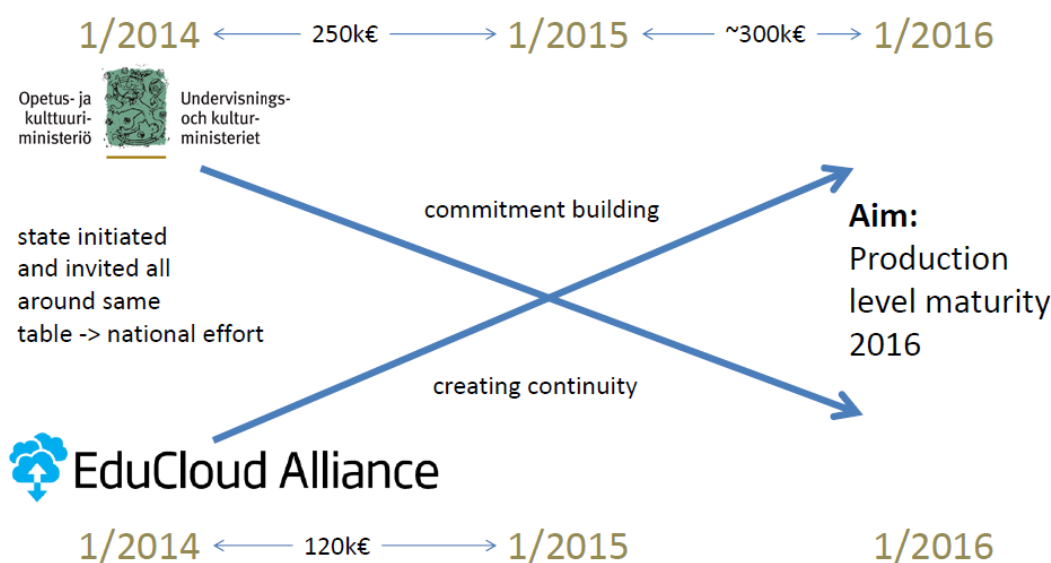 1/2014 250k€ 1/2015 ~300k€ 1/2016
Opetus- ja
kulttuuri-
ministeriö
Undervisnings-
och kultur-
ministeriet
commitment building
state initiated
and invited all
around same
table -> national effort
Aim:
Production
level maturity
2016
creating continuity
EduCloud Alliance
1/2014 120k€ 1/2015 1/2016